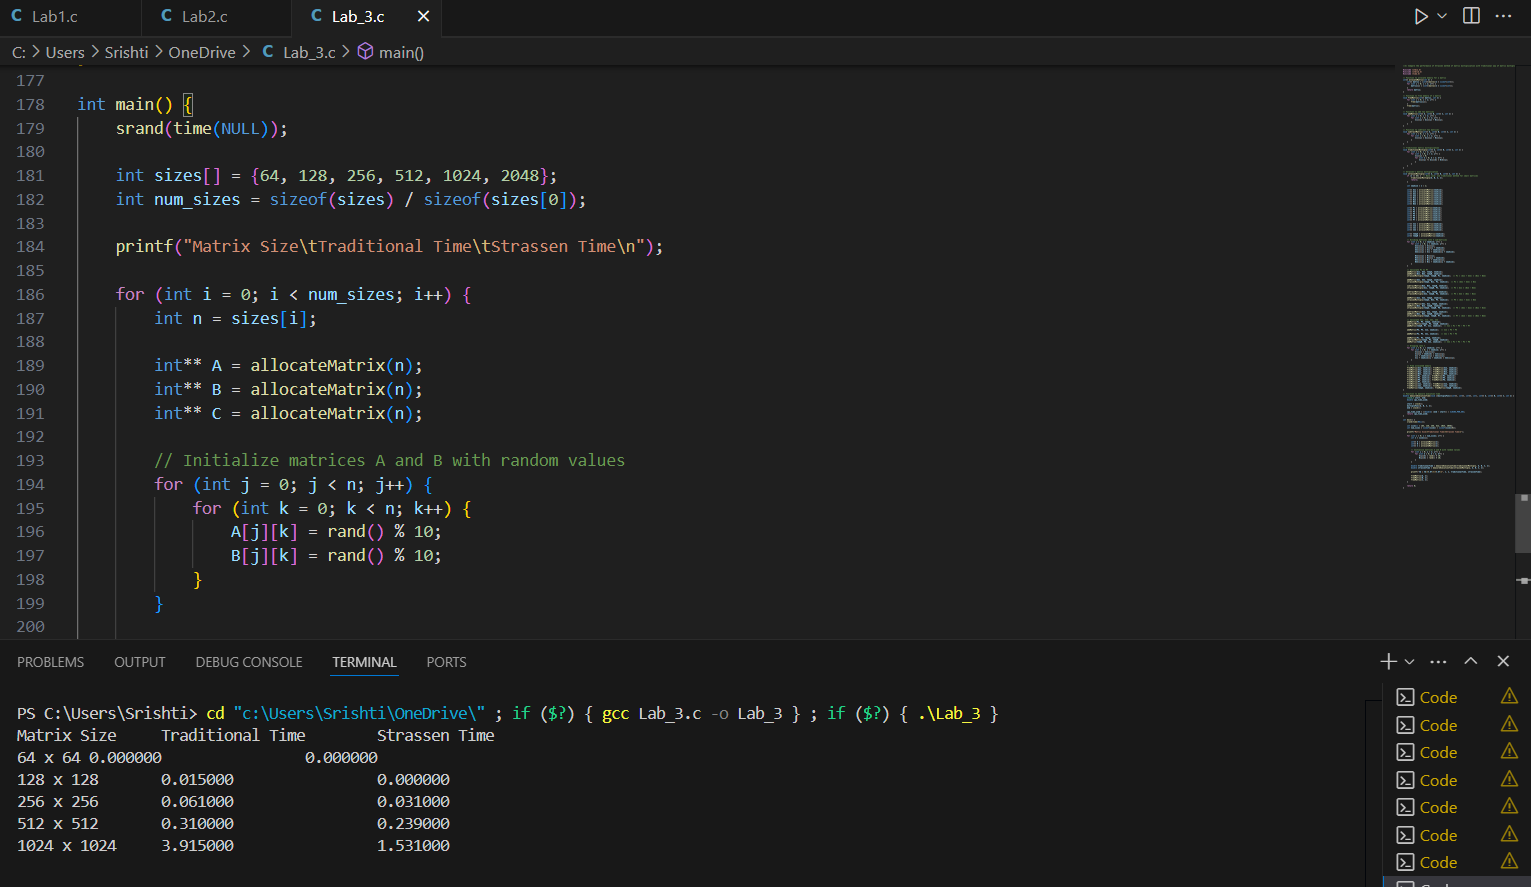 C Lab1.c C Lab2.c C Lab_3.c
C: > Users > Srishti > OneDrive > C Lab_3.c > main()
177
178 int main() {
179 srand(time(NULL));
180
181 int sizes[] = {64, 128, 256, 512, 1024, 2048};
182 int num_sizes = sizeof(sizes) / sizeof(sizes[0]);
183
184 printf("Matrix Size\tTraditional Time\tStrassen Time\n");
185
186 for (int i = 0; i < num_sizes; i++) {
187 int n = sizes[i];
188
189 int** A = allocateMatrix(n);
190 int** B = allocateMatrix(n);
191 int** C = allocateMatrix(n);
192
193 // Initialize matrices A and B with random values
194 for (int j = 0; j < n; j++) {
195 for (int k = 0; k < n; k++) {
196 A[j][k] = rand() % 10;
197 B[j][k] = rand() % 10;
198 }
199 }
200
PROBLEMS OUTPUT DEBUG CONSOLE TERMINAL PORTS
PS C:\Users\Srishti> cd "c:\Users\Srishti\OneDrive\" ; if ($?) { gcc Lab_3.c -o Lab_3 } ; if ($?) { .\Lab_3 }
Matrix Size Traditional Time Strassen Time
64 x 64 0.000000 0.000000
128 x 128 0.015000 0.000000
256 x 256 0.061000 0.031000
512 x 512 0.310000 0.239000
1024 x 1024 3.915000 1.531000
Code
Code
Code
Code
Code
Code
Code